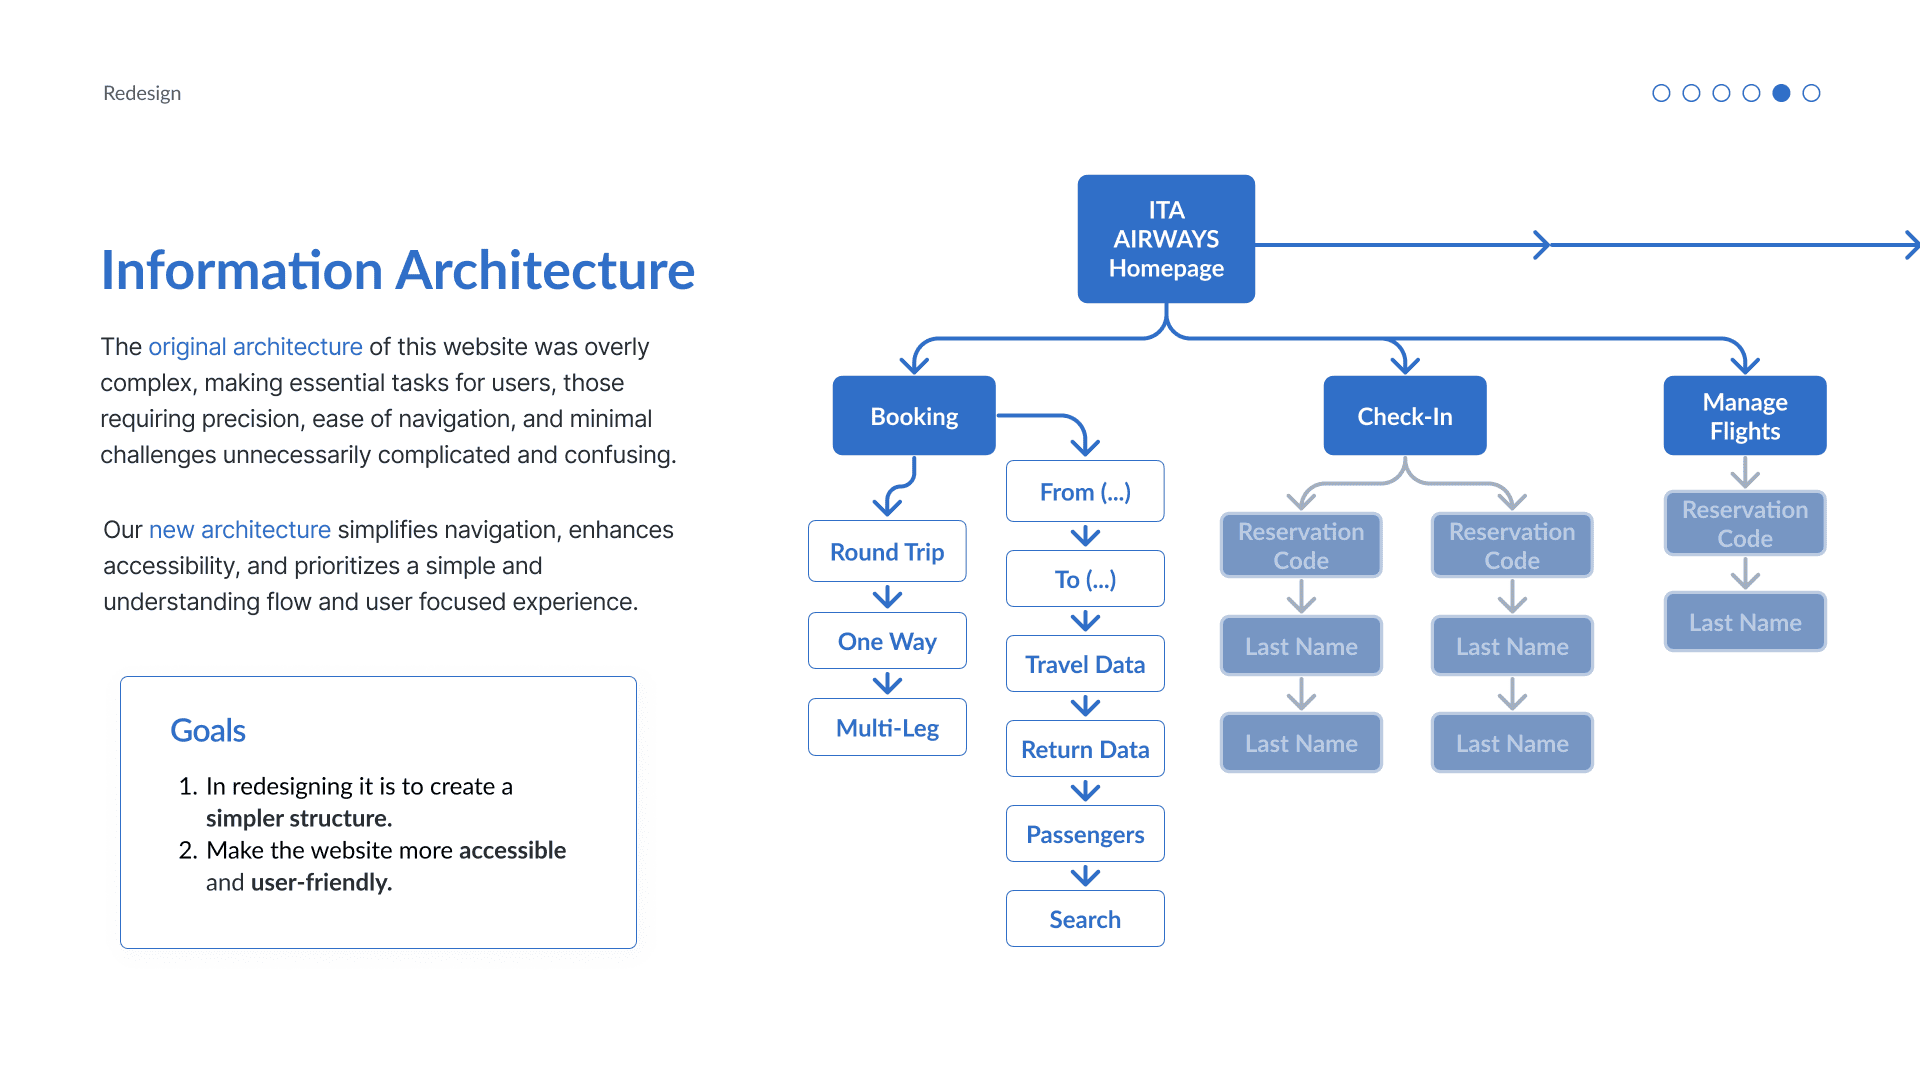 Redesign
Information Architecture
The original architecture of this website was overly
complex, making essential tasks for users, those
requiring precision, ease of navigation, and minimal
challenges unnecessarily complicated and confusing.
Our new architecture simplifies navigation, enhances
accessibility, and prioritizes a simple and
understanding flow and user focused experience.
Goals
1. In redesigning it is to create a
simpler structure.
2. Make the website more accessible
and user-friendly.
ITA
AIRWAYS
Homepage
Booking
Round Trip
One Way
Multi-Leg
From (...)
To (...)
Travel Data
Return Data
Passengers
Search
Check-In
Reservation
Code
Last Name
Last Name
Reservation
Code
Last Name
Last Name
Manage
Flights
Reservation
Code
Last Name